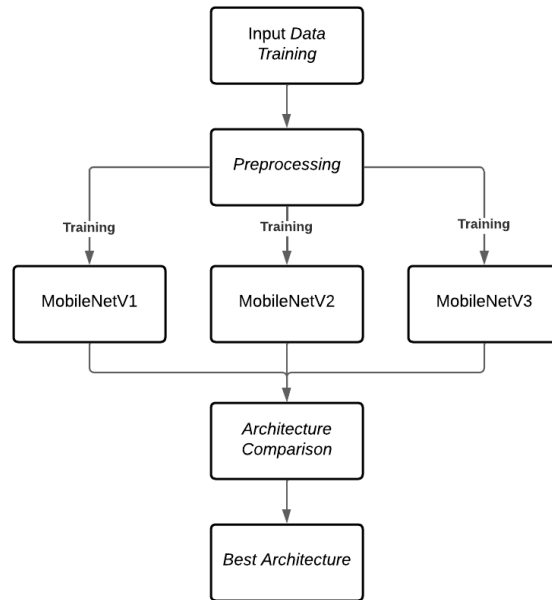 Input Data
Training
Preprocessing
Training
Training
Training
MobileNetV1
MobileNetV2
MobileNetV3
Architecture
Comparison
Best Architecture